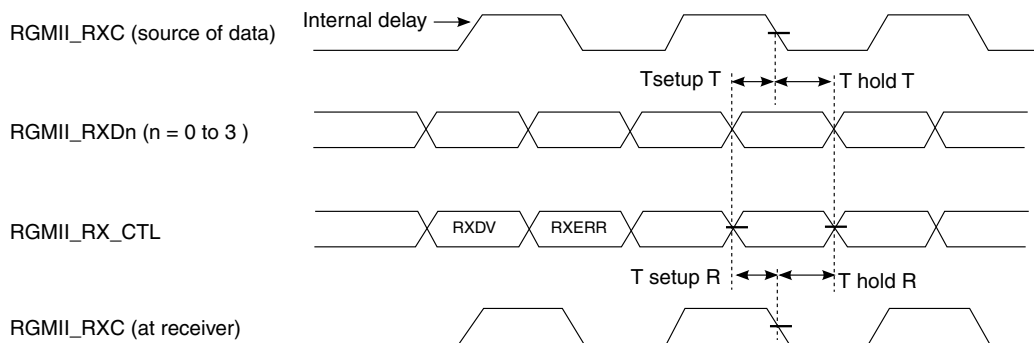 Internal delay
RGMII_RXC (source of data)
Tsetup T
T hold T
RGMII_RXDn (n = 0 to 3 )
RGMII_RX_CTL
RXDV
RXERR
T setup R
T hold R
RGMII_RXC (at receiver)